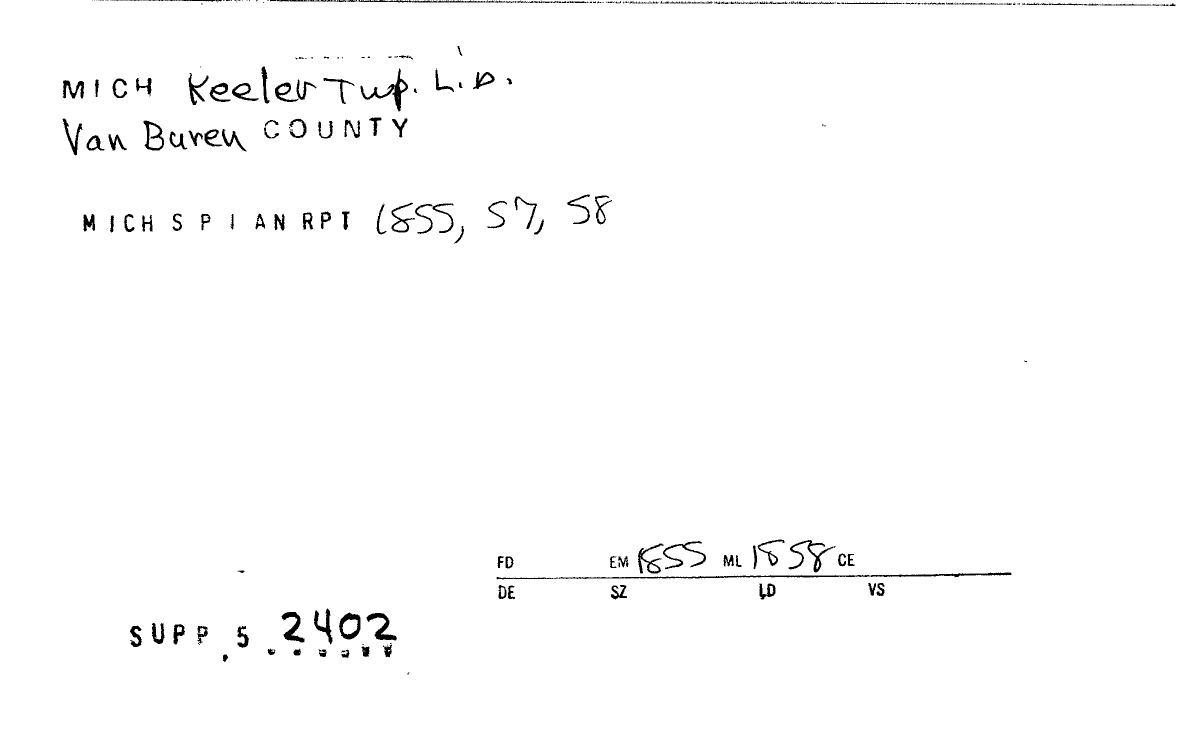 MICH Keeler Twp. L.D.
Van Buren COUNTY
MICH S P I AN RPT 1855, 57, 58
FD EM 1855 ML 1858 CE
DE SZ LD VS
SUPP. 5 2402